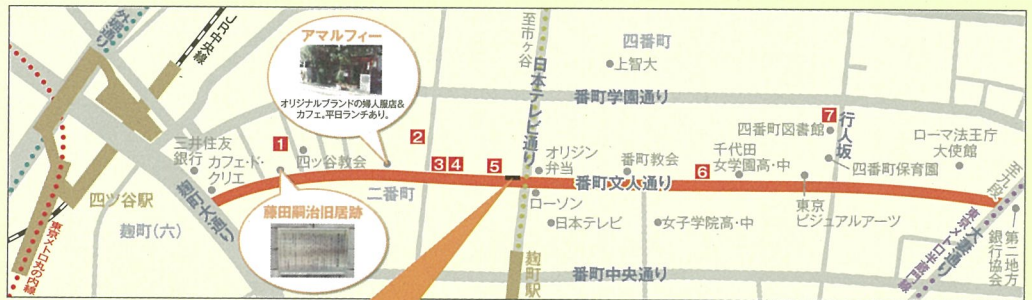 外堀通り
JR中央線
アマルフィー
オリジナルブランドの婦人服店&
カフェ。平日ランチあり。
至市ヶ谷
日本テレビ通り
四番町
上智大
番町学園通り
行人坂
7
四番町図書館
四番町保育園
ローマ法王庁
大使館
至九段
三井住友
銀行
カフェ・ド・
クリエ
1
四ツ谷教会
2
3 4
5
オリジン
弁当
番町教会
千代田
女学園高・中
6
四ツ谷駅
麹町大通り
二番町
番町文人通り
藤田嗣治旧居跡
ローソン
日本テレビ
女子学院高・中
東京
ビジュアルアーツ
大妻通り
東京メトロ半蔵門線
第二地方
銀行協会
麹町(六)
東京メトロ丸の内線
麹町駅
番町中央通り